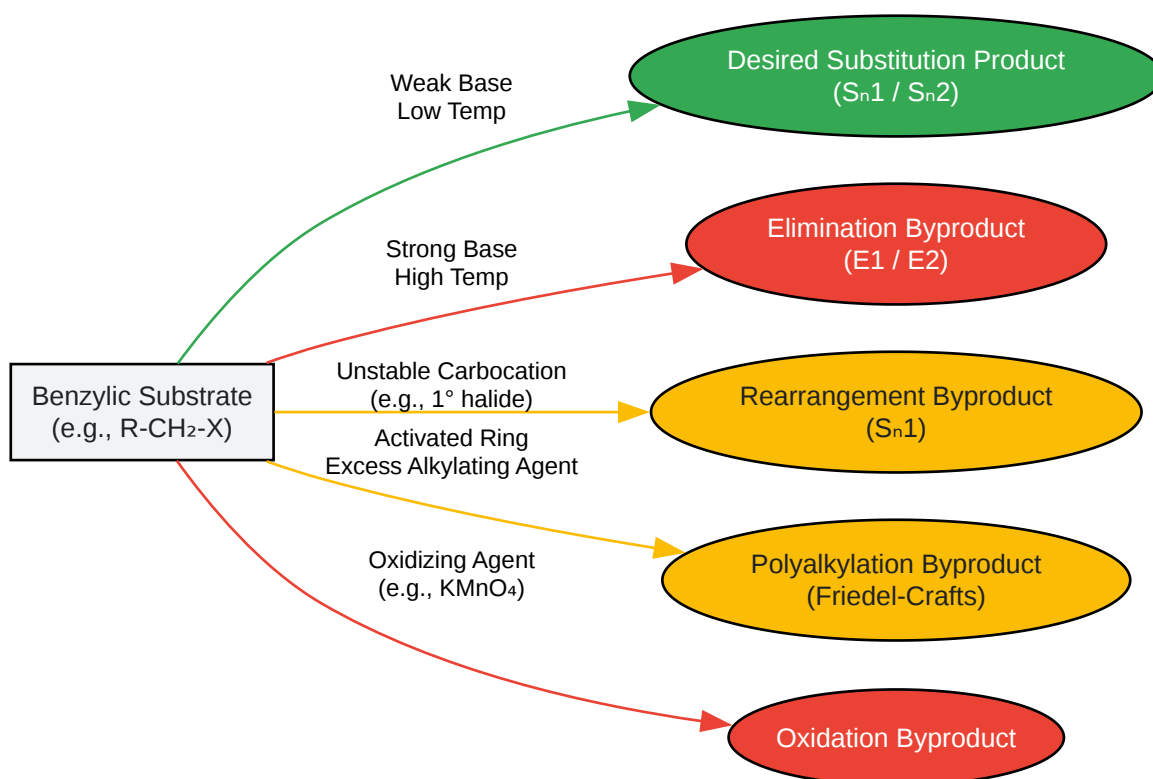 Desired Substitution Product
(Sₙ1 / Sₙ2)
Weak Base
Low Temp
Elimination Byproduct
(E1 / E2)
Strong Base
High Temp
Benzylic Substrate
(e.g., R-CH₂-X)
Unstable Carbocation
(e.g., 1° halide)
Rearrangement Byproduct
(Sₙ1)
Activated Ring
Excess Alkylating Agent
Polyalkylation Byproduct
(Friedel-Crafts)
Oxidizing Agent
(e.g., KMnO₄)
Oxidation Byproduct